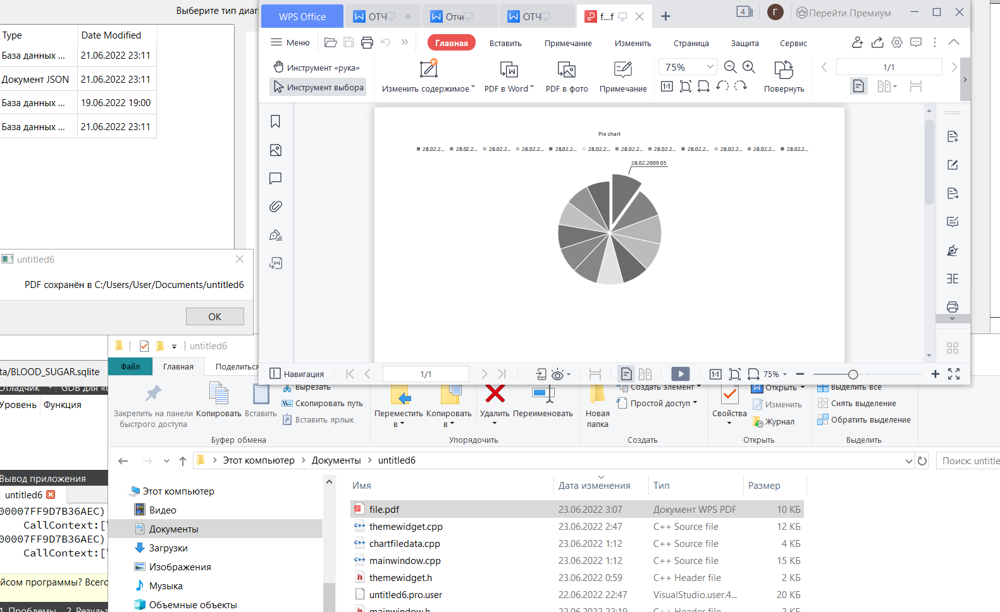 Выберите тип диаг
Type Date Modified
База данных ... 21.06.2022 23:11
Документ JSON 21.06.2022 23:11
База данных ... 19.06.2022 19:00
База данных ... 21.06.2022 23:11
WPS Office ОТЧ Отче ОТЧ f...f 4 Г Перейти Премиум
Меню Главная Вставить Примечание Изменить Страница Защита Сервис
Инструмент «рука»
Инструмент выбора
Изменить содержимое PDF в Word PDF в фото Примечание
75%
1:1
Повернуть
1/1
Pie chart
28.02.2... 28.02.2... 28.02.2... 28.02.2... 28.02.2... 28.02.2... 28.02.2... 28.02.2... 28.02.2... 28.02.2... 28.02.2... 28.02.2...
28.02.2009 05
Навигация 1/1 1:1 75%
untitled6
PDF сохранён в C:/Users/User/Documents/untitled6
OK
ta/BLOOD_SUGAR.sqlite
Отладчик GDB для «u
Уровень Функция
Вывод приложения
untitled6
00007FF9D7B36AEC)
CallContext:[\
00007FF9D7B36AEC)
CallContext:[\
йсом программы? Всего
1 Проблемы 2 Результ
untitled6
Файл Главная Поделиться
Закрепить на панели быстрого доступа
Копировать
Вставить
Вырезать
Скопировать путь
Вставить ярлык
Буфер обмена
Переместить в
Копировать в
Удалить
Переименовать
Упорядочить
Новая папка
Создать элемент
Простой доступ
Создать
Свойства
Открыть
Изменить
Журнал
Открыть
Выделить все
Снять выделение
Обратить выделение
Выделить
Этот компьютер Документы untitled6
Поиск: untitle
Этот компьютер
Видео
Документы
Загрузки
Изображения
Музыка
Объемные объекты
Имя Дата изменения Тип Размер
file.pdf 23.06.2022 3:07 Документ WPS PDF 10 КБ
themewidget.cpp 23.06.2022 2:47 C++ Source file 12 КБ
chartfiledata.cpp 23.06.2022 1:12 C++ Source file 4 КБ
mainwindow.cpp 23.06.2022 1:12 C++ Source file 15 КБ
themewidget.h 23.06.2022 0:59 C++ Header file 2 КБ
untitled6.pro.user 22.06.2022 22:47 VisualStudio.user.4... 20 КБ
mainwindow.h 22.06.2022 22:19 C++ Header file 2 КБ